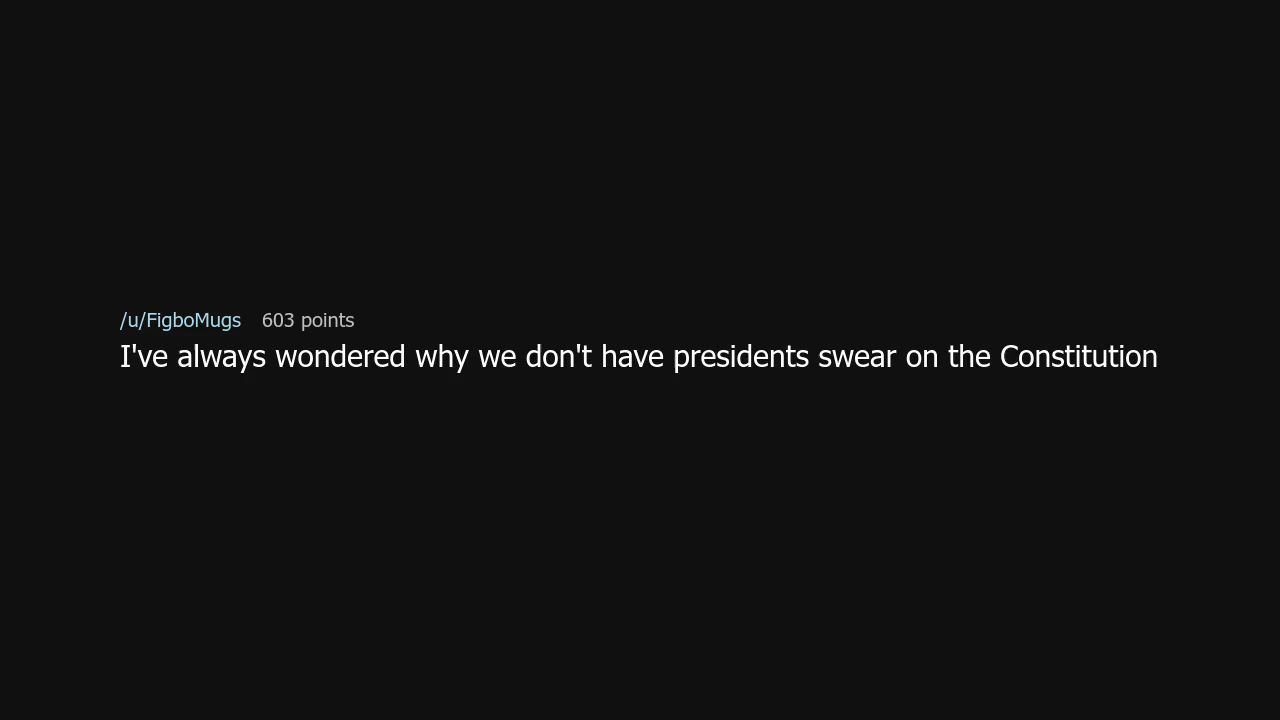 /u/FigboMugs 603 points
I've always wondered why we don't have presidents swear on the Constitution